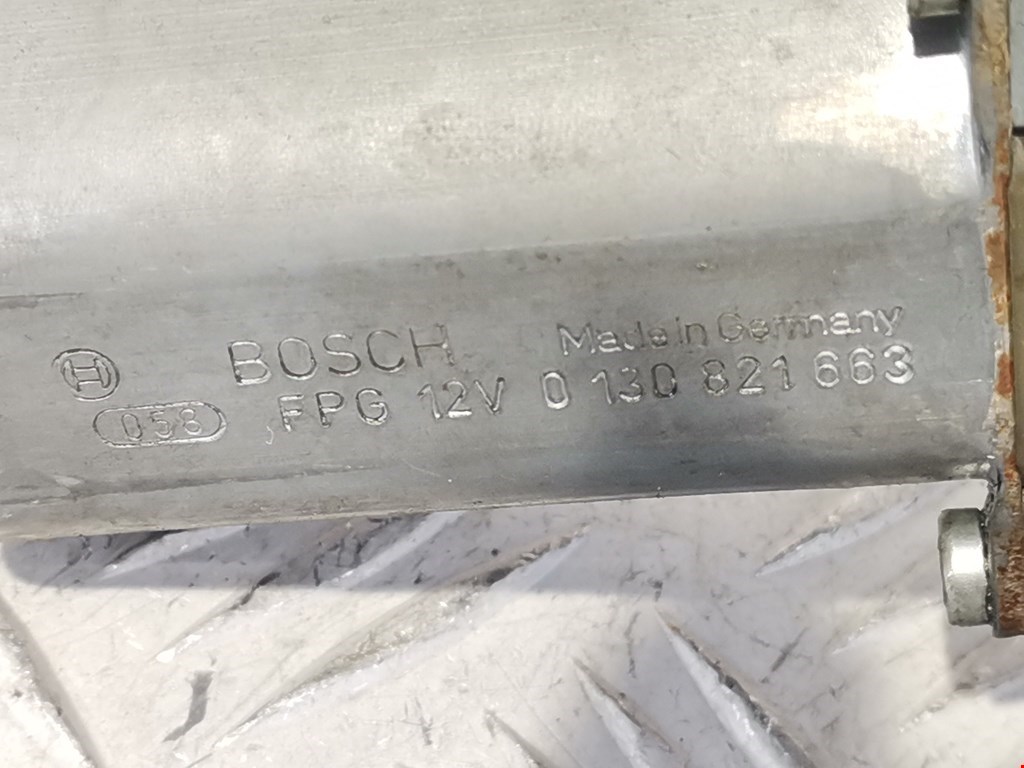 BOSCH Made in Germany
058 FPG 12V 0 130 821 663